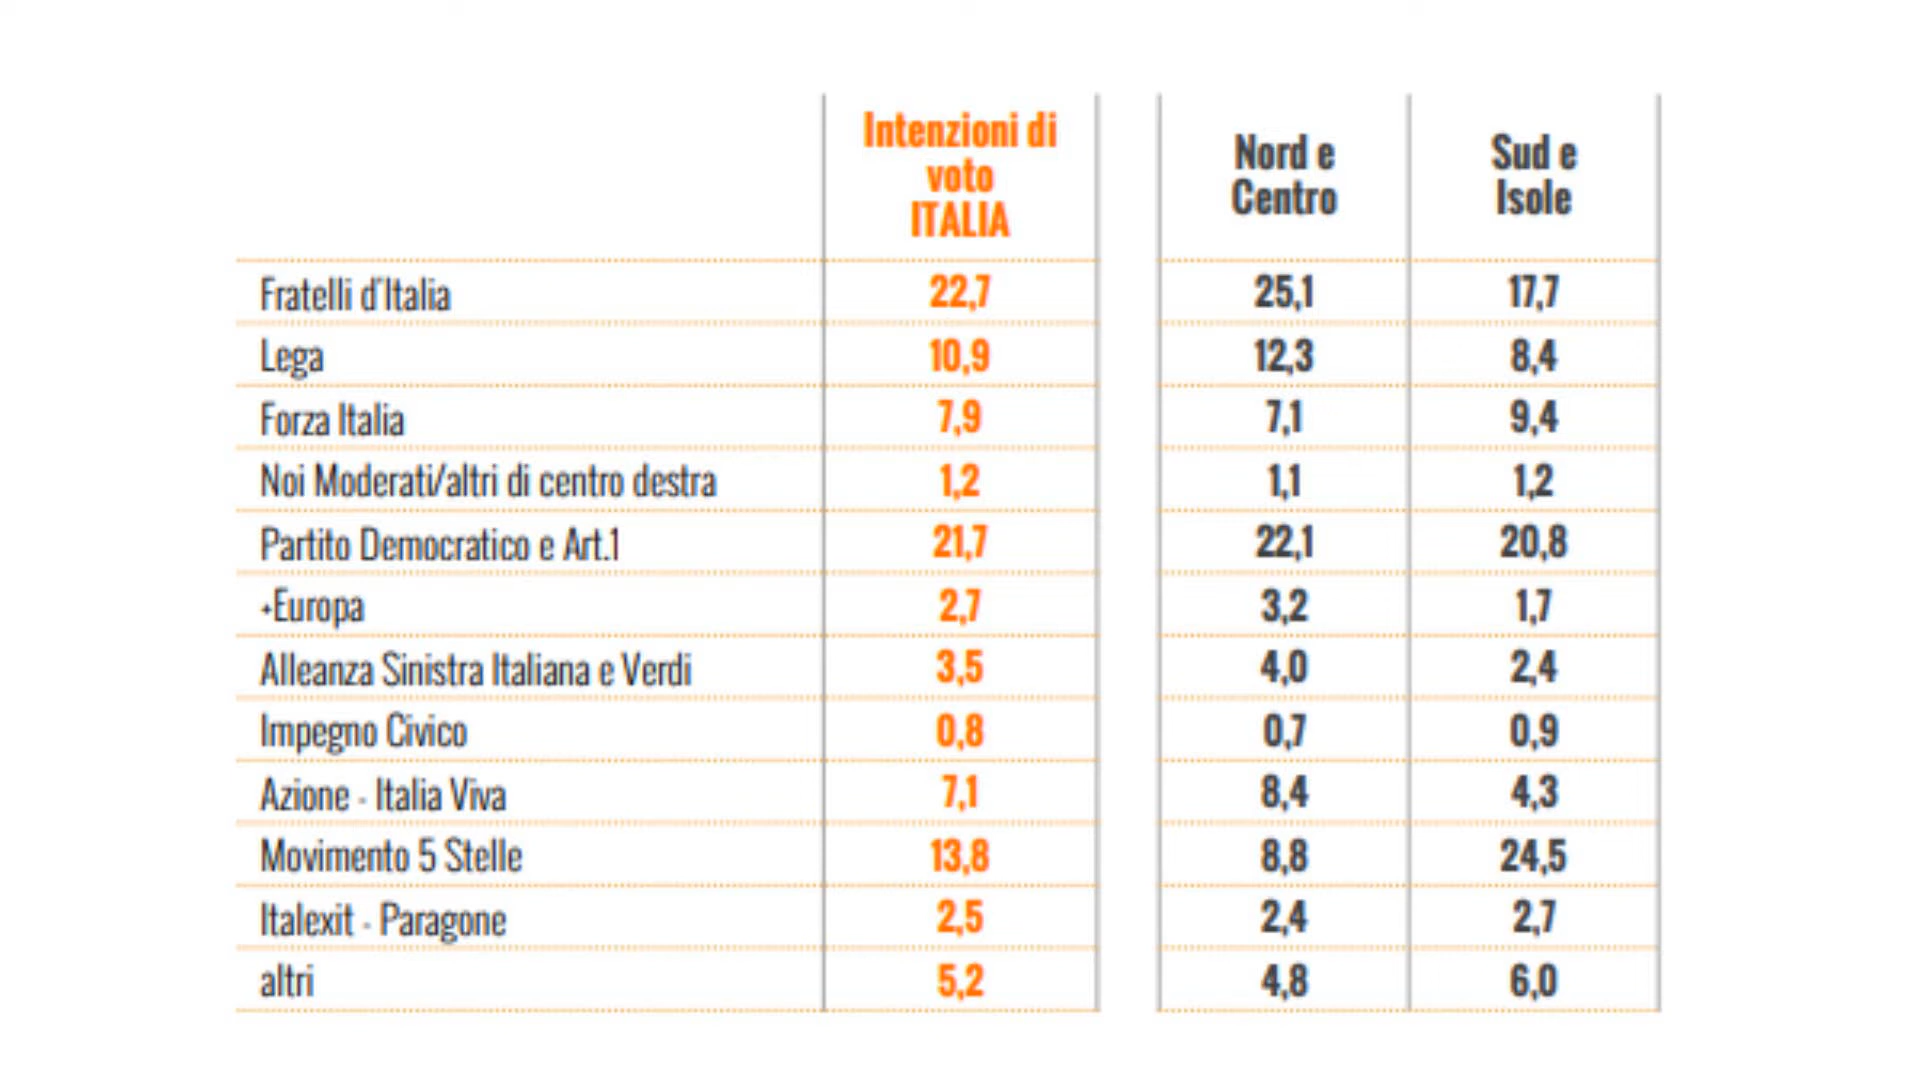 Intenzioni di
voto
ITALIA
Nord e
Centro
Sud e
Isole
Fratelli d'Italia 22,7 25,1 17,7
Lega 10,9 12,3 8,4
Forza Italia 7,9 7,1 9,4
Noi Moderati/altri di centro destra 1,2 1,1 1,2
Partito Democratico e Art.1 21,7 22,1 20,8
+Europa 2,7 3,2 1,7
Alleanza Sinistra Italiana e Verdi 3,5 4,0 2,4
Impegno Civico 0,8 0,7 0,9
Azione - Italia Viva 7,1 8,4 4,3
Movimento 5 Stelle 13,8 8,8 24,5
Italexit - Paragone 2,5 2,4 2,7
altri 5,2 4,8 6,0